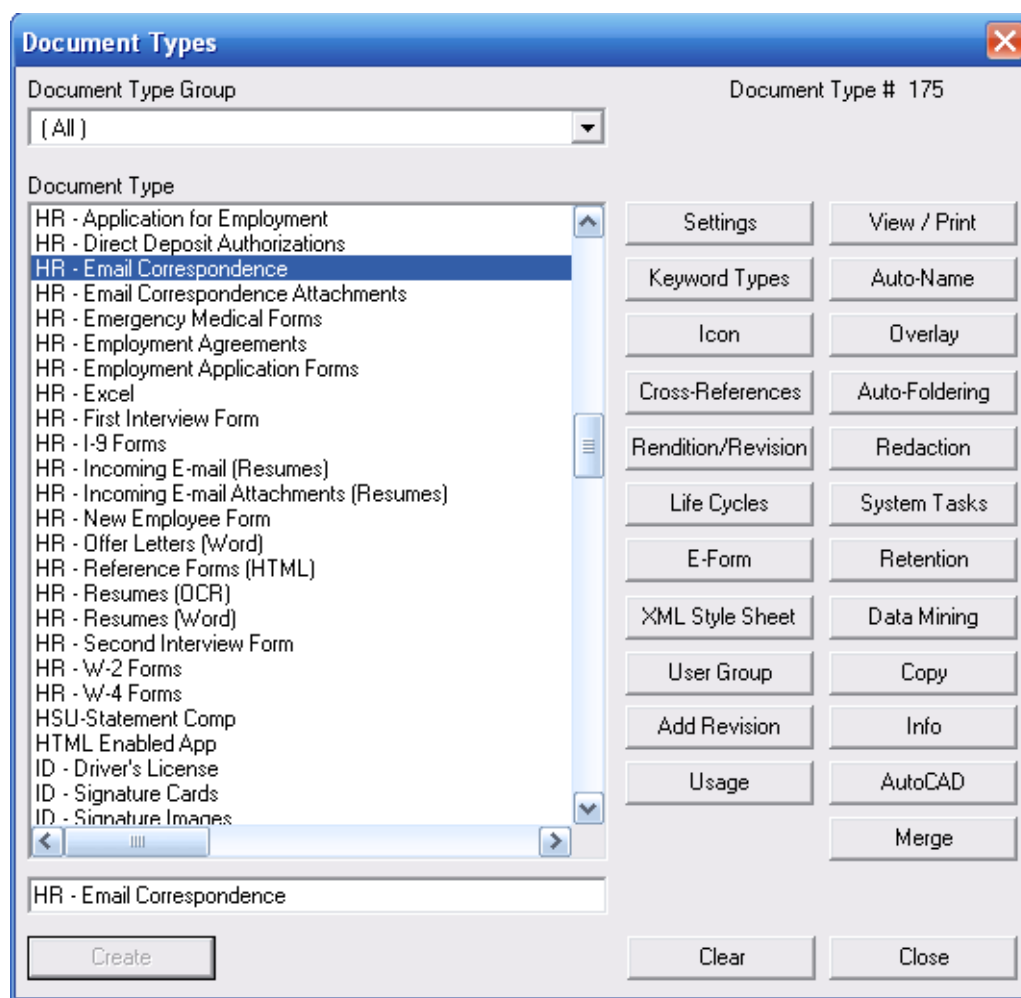 Document Types
Document Type Group
Document Type # 175
( All )
Document Type
HR - Application for Employment
HR - Direct Deposit Authorizations
HR - Email Correspondence
HR - Email Correspondence Attachments
HR - Emergency Medical Forms
HR - Employment Agreements
HR - Employment Application Forms
HR - Excel
HR - First Interview Form
HR - I-9 Forms
HR - Incoming E-mail (Resumes)
HR - Incoming E-mail Attachments (Resumes)
HR - New Employee Form
HR - Offer Letters (Word)
HR - Reference Forms (HTML)
HR - Resumes (OCR)
HR - Resumes (Word)
HR - Second Interview Form
HR - W-2 Forms
HR - W-4 Forms
HSU-Statement Comp
HTML Enabled App
ID - Driver's License
ID - Signature Cards
ID - Signature Images
Settings View / Print
Keyword Types Auto-Name
Icon Overlay
Cross-References Auto-Foldering
Rendition/Revision Redaction
Life Cycles System Tasks
E-Form Retention
XML Style Sheet Data Mining
User Group Copy
Add Revision Info
Usage AutoCAD
Merge
HR - Email Correspondence
Create Clear Close